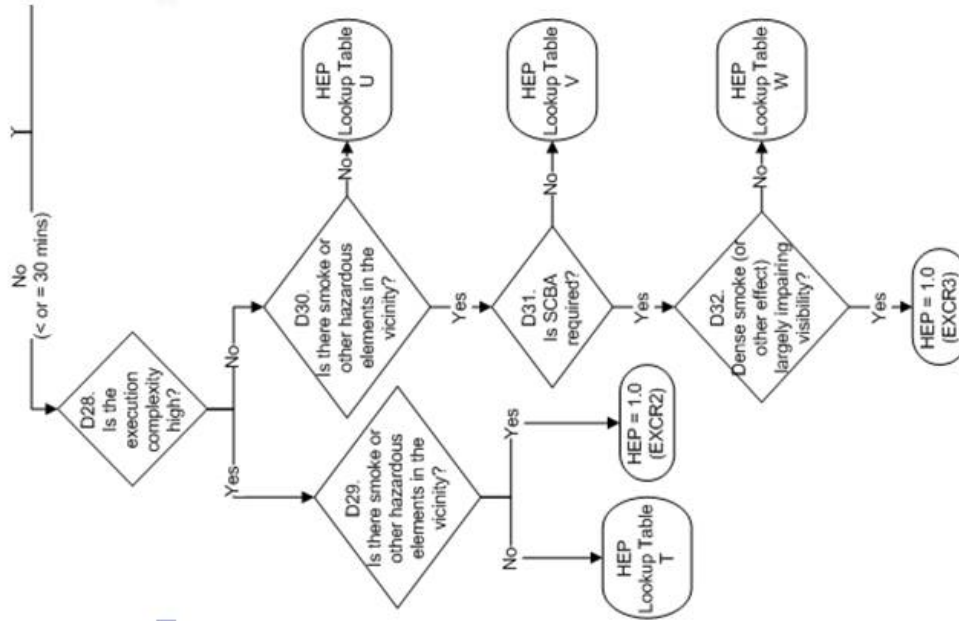 Y
No
(< or = 30 mins)
D28.
Is the
execution
complexity
high?
Yes
No
D29.
Is there smoke or
other hazardous
elements in the
vicinity?
No
Yes
HEP
Lookup Table
T
HEP = 1.0
(EXCR2)
D30.
Is there smoke or
other hazardous
elements in the
vicinity?
No
HEP
Lookup Table
U
Yes
D31.
Is SCBA
required?
No
HEP
Lookup Table
V
Yes
D32.
Dense smoke (or
other effect)
largely impairing
visibility?
No
HEP
Lookup Table
W
Yes
HEP = 1.0
(EXCR3)